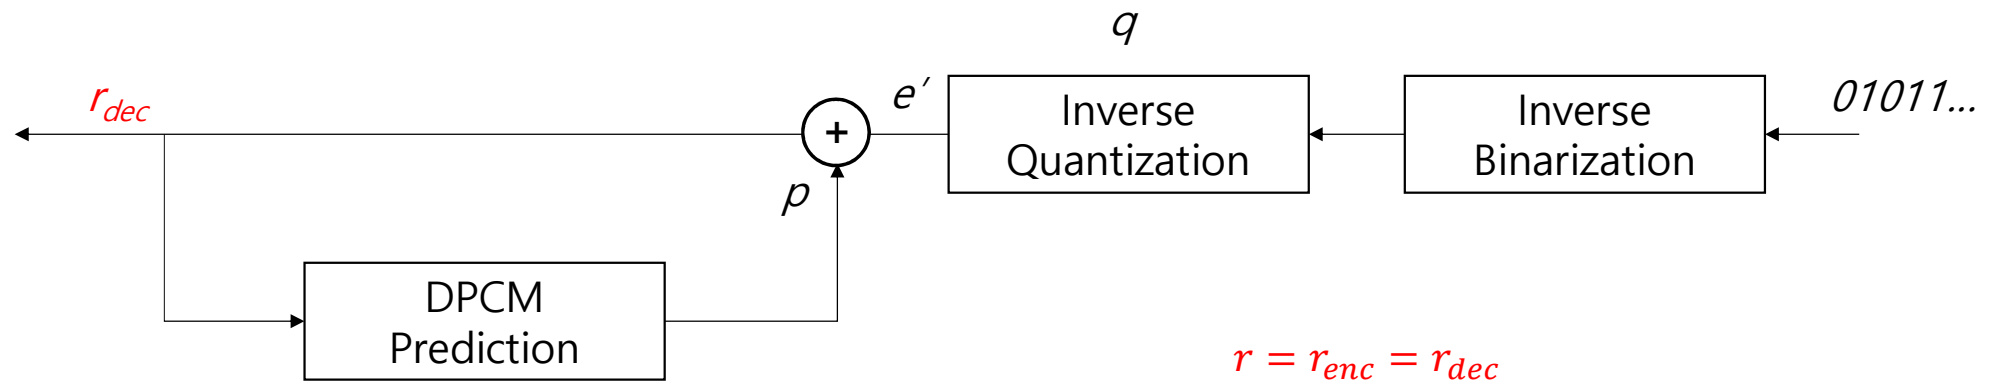 q
r_dec
e′
Inverse
Quantization
Inverse
Binarization
01011...
+
p
DPCM
Prediction
r = r_enc = r_dec